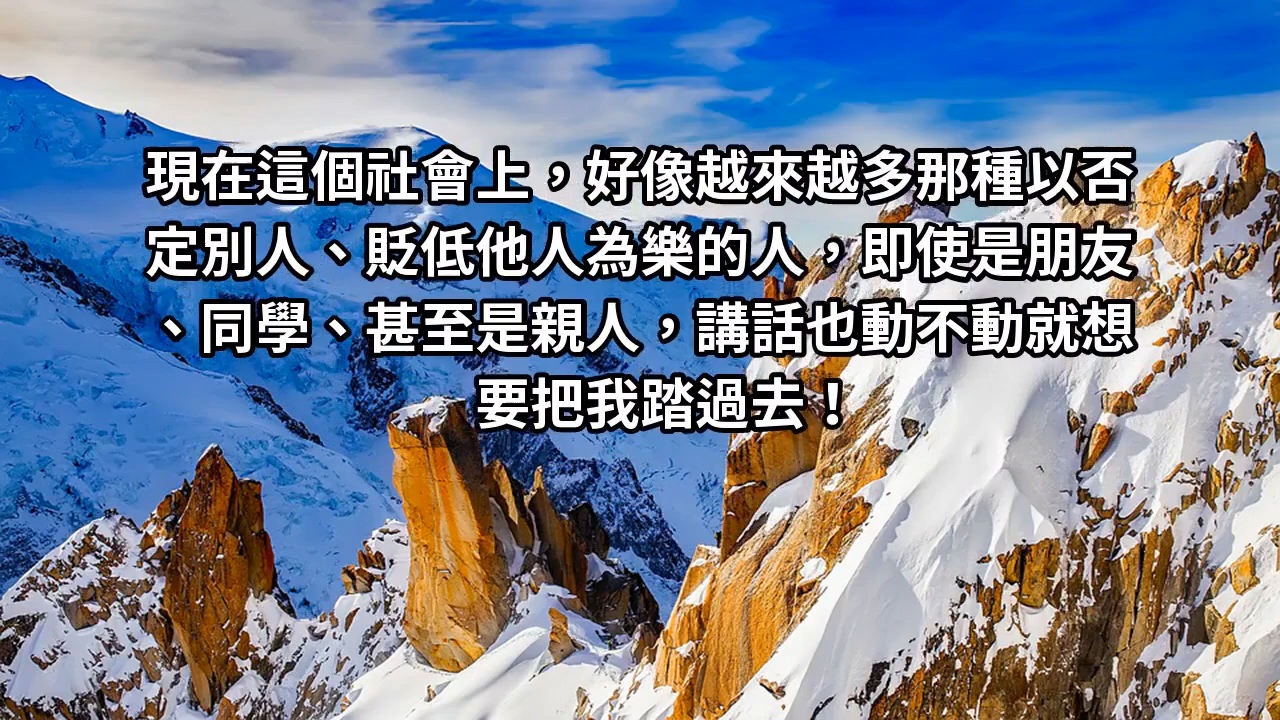 現在這個社會上，好像越來越多那種以否
定別人、貶低他人為樂的人，即使是朋友
、同學、甚至是親人，講話也動不動就想
要把我踏過去！